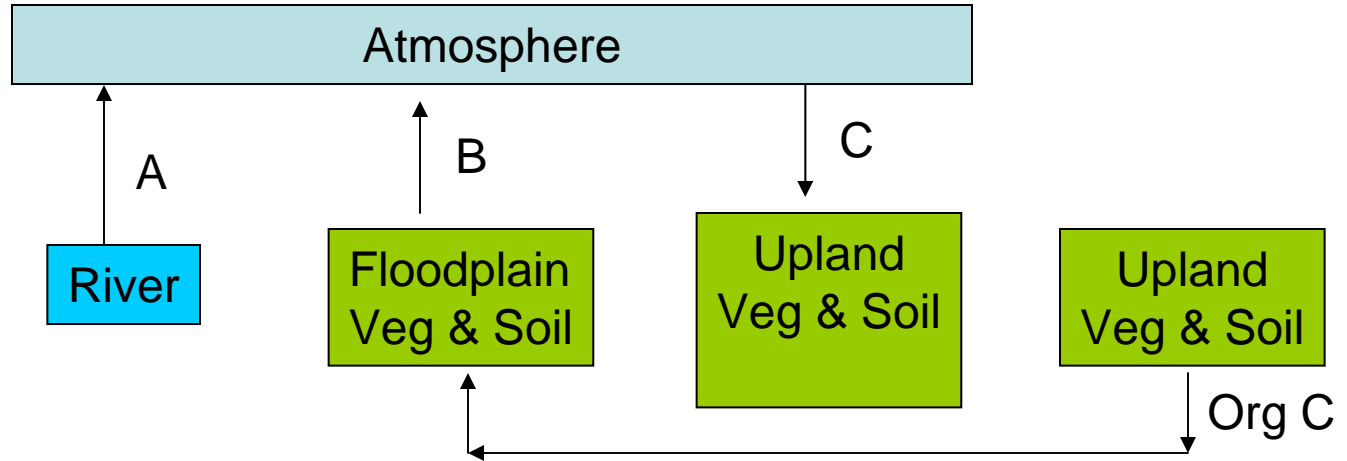 Atmosphere
A
B
C
River
Floodplain
Veg & Soil
Upland
Veg & Soil
Upland
Veg & Soil
Org C